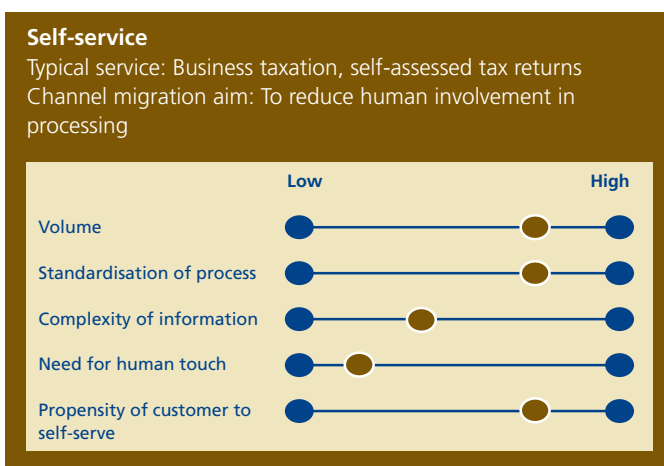 Self-service
Typical service: Business taxation, self-assessed tax returns
Channel migration aim: To reduce human involvement in
processing
Low High
Volume
Standardisation of process
Complexity of information
Need for human touch
Propensity of customer to
self-serve